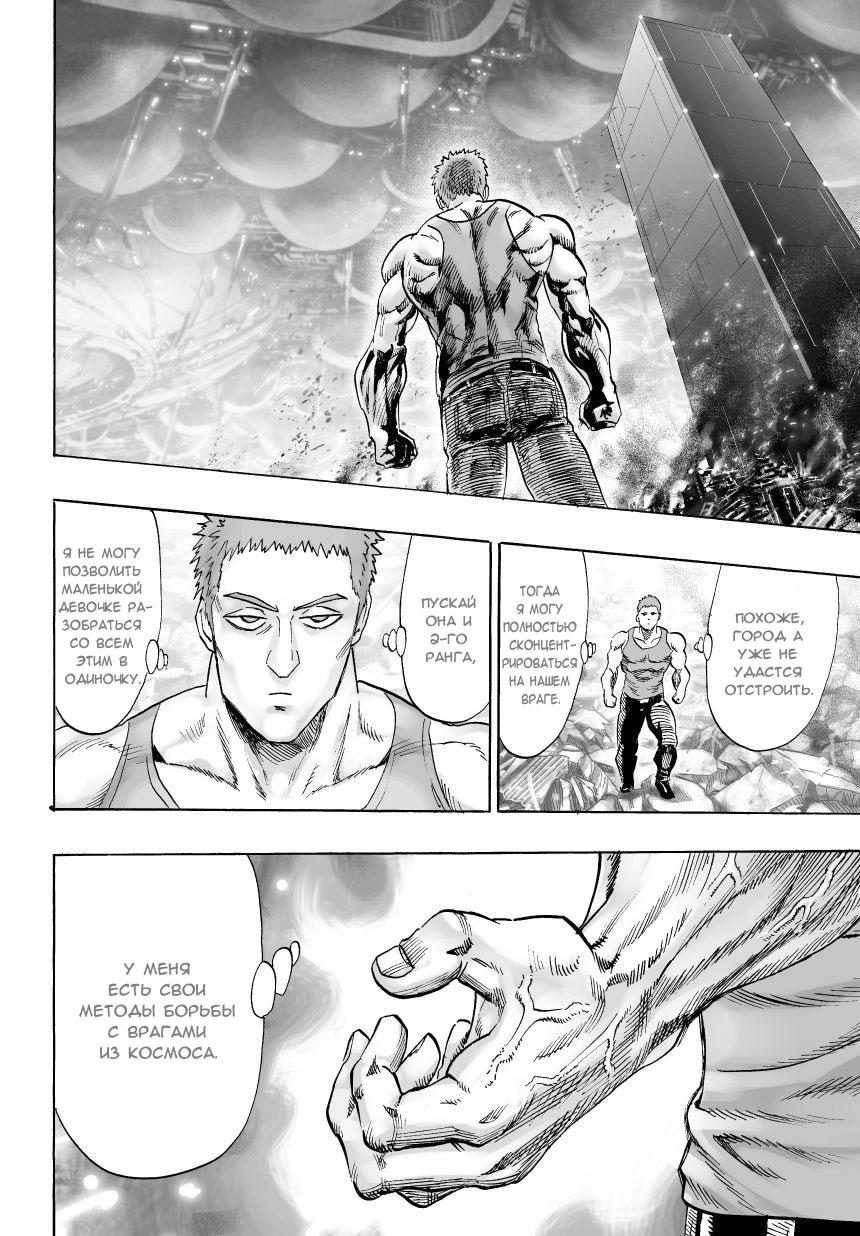 ПОХОЖЕ,
ГОРОД А
УЖЕ НЕ
УДАСТСЯ
ОТСТРОИТЬ.
ТОГДА
Я МОГУ
ПОЛНОСТЬЮ
СКОНЦЕНТ-
РИРОВАТЬСЯ
НА НАШЕМ
ВРАГЕ.
ПУСКАЙ
ОНА И
2-ГО
РАНГА,
Я НЕ МОГУ
ПОЗВОЛИТЬ
МАЛЕНЬКОЙ
ДЕВОЧКЕ РА-
ЗОБРАТЬСЯ
СО ВСЕМ
ЭТИМ В
ОДИНОЧКУ.
У МЕНЯ
ЕСТЬ СВОИ
МЕТОДЫ БОРЬБЫ
С ВРАГАМИ
ИЗ КОСМОСА.